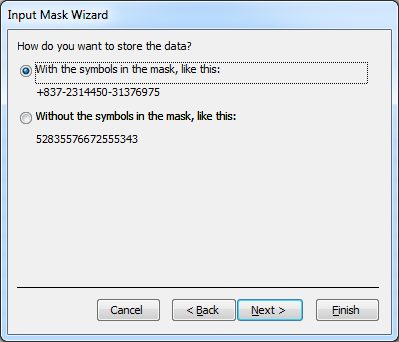 Input Mask Wizard
How do you want to store the data?
With the symbols in the mask, like this:
+837-2314450-31376975
Without the symbols in the mask, like this:
52835576672555343
Cancel
< Back
Next >
Finish